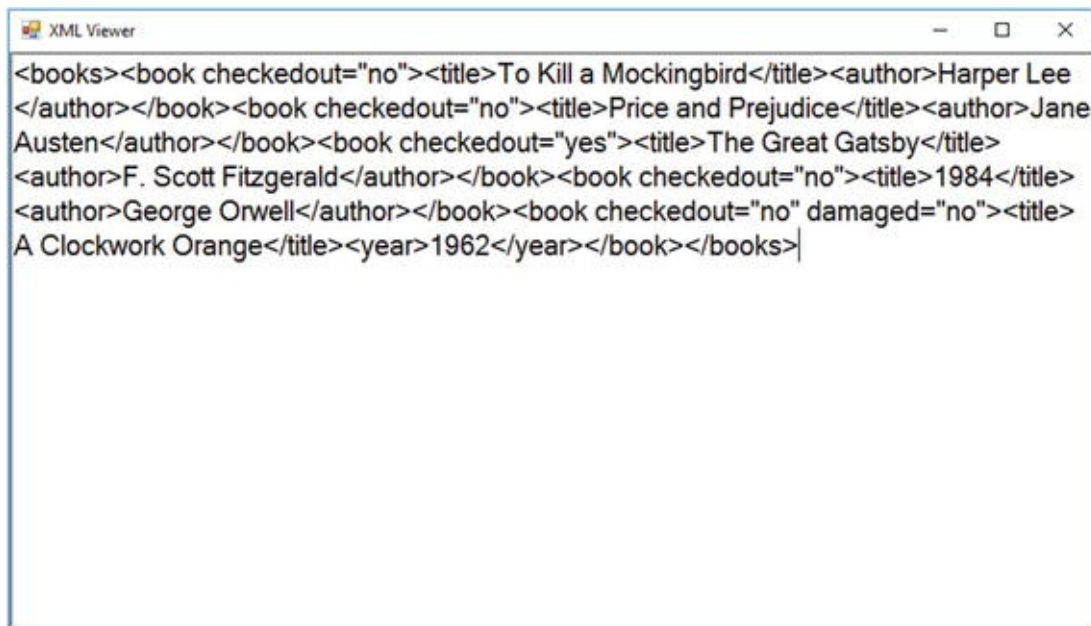 XML Viewer
<books><book checkedout="no"><title>To Kill a Mockingbird</title><author>Harper Lee
</author></book><book checkedout="no"><title>Price and Prejudice</title><author>Jane
Austen</author></book><book checkedout="yes"><title>The Great Gatsby</title>
<author>F. Scott Fitzgerald</author></book><book checkedout="no"><title>1984</title>
<author>George Orwell</author></book><book checkedout="no" damaged="no"><title>
A Clockwork Orange</title><year>1962</year></book></books>